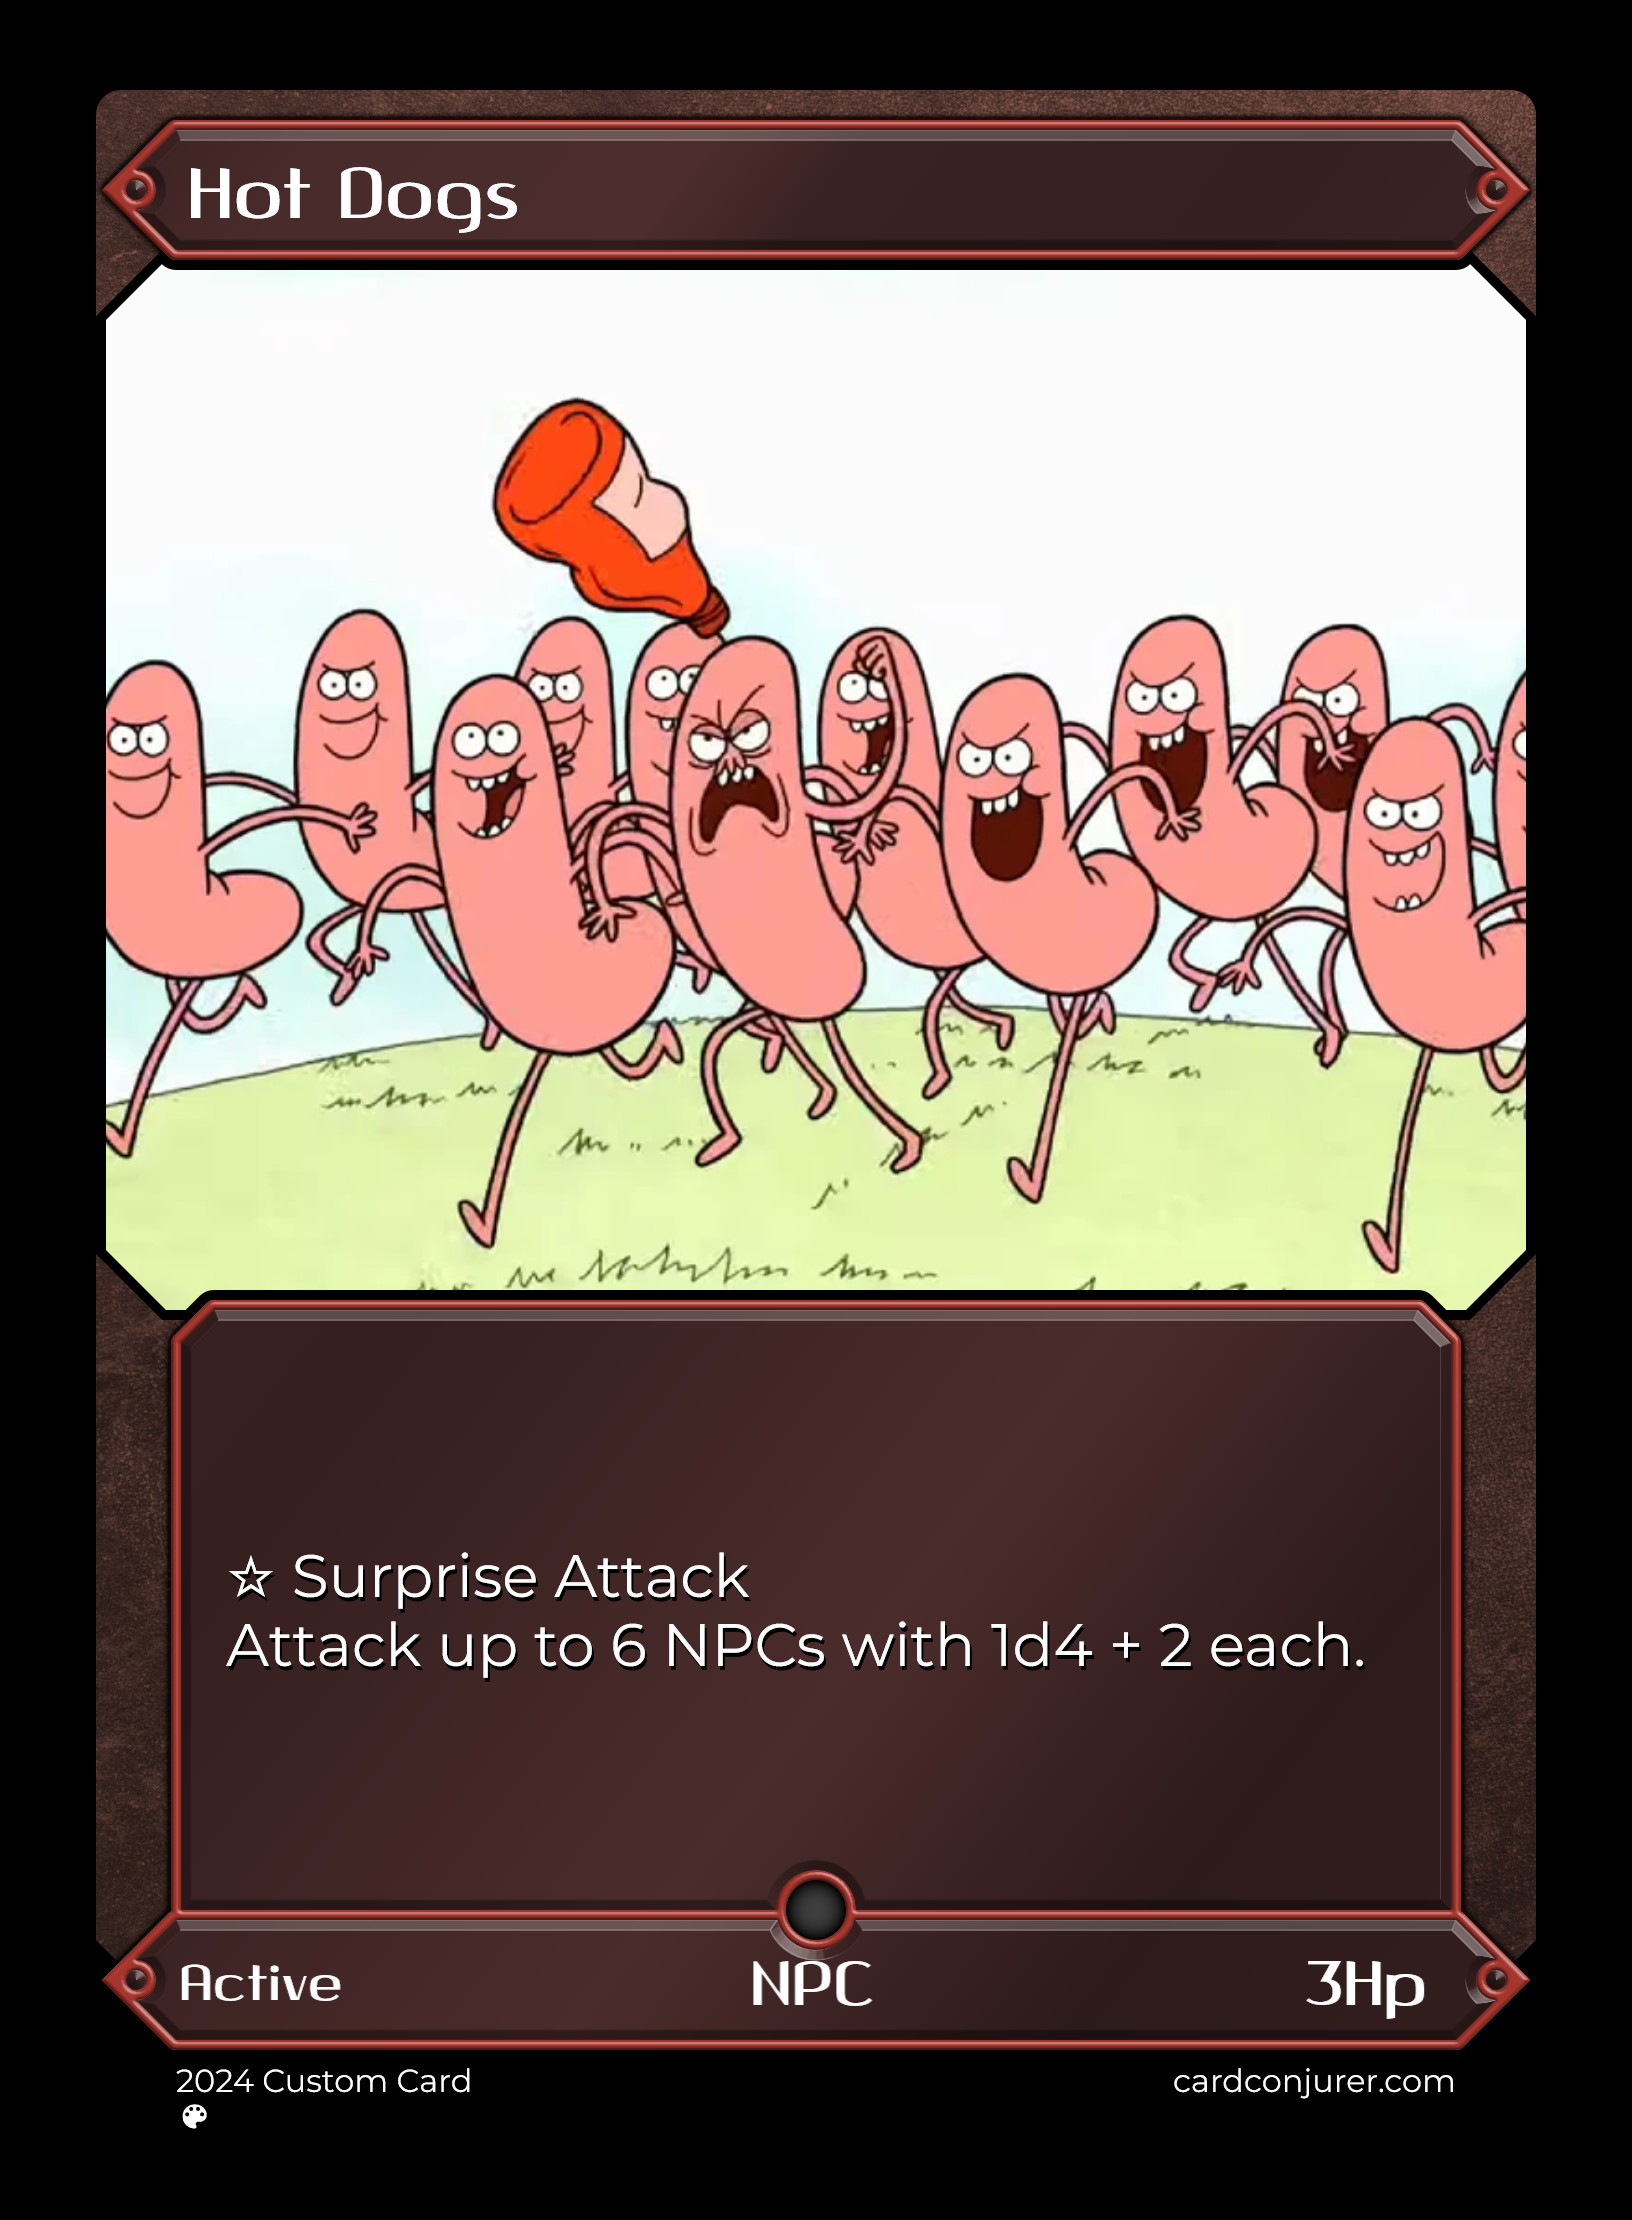 Hot Dogs
☆ Surprise Attack
Attack up to 6 NPCs with 1d4 + 2 each.
Active NPC 3Hp
2024 Custom Card cardconjurer.com